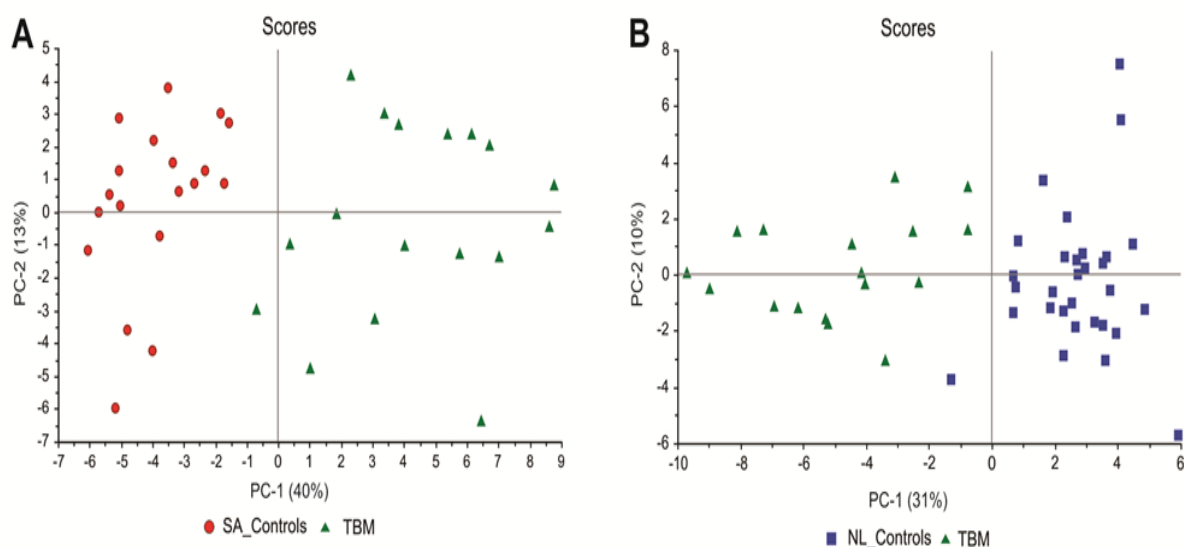 A
Scores
5
4
3
2
1
0
-1
-2
-3
-4
-5
-6
-7
PC-2 (13%)
-7 -6 -5 -4 -3 -2 -1 0 1 2 3 4 5 6 7 8 9
PC-1 (40%)
SA_Controls TBM
B
Scores
8
6
4
2
0
-2
-4
-6
PC-2 (10%)
-10 -8 -6 -4 -2 0 2 4 6
PC-1 (31%)
NL_Controls TBM